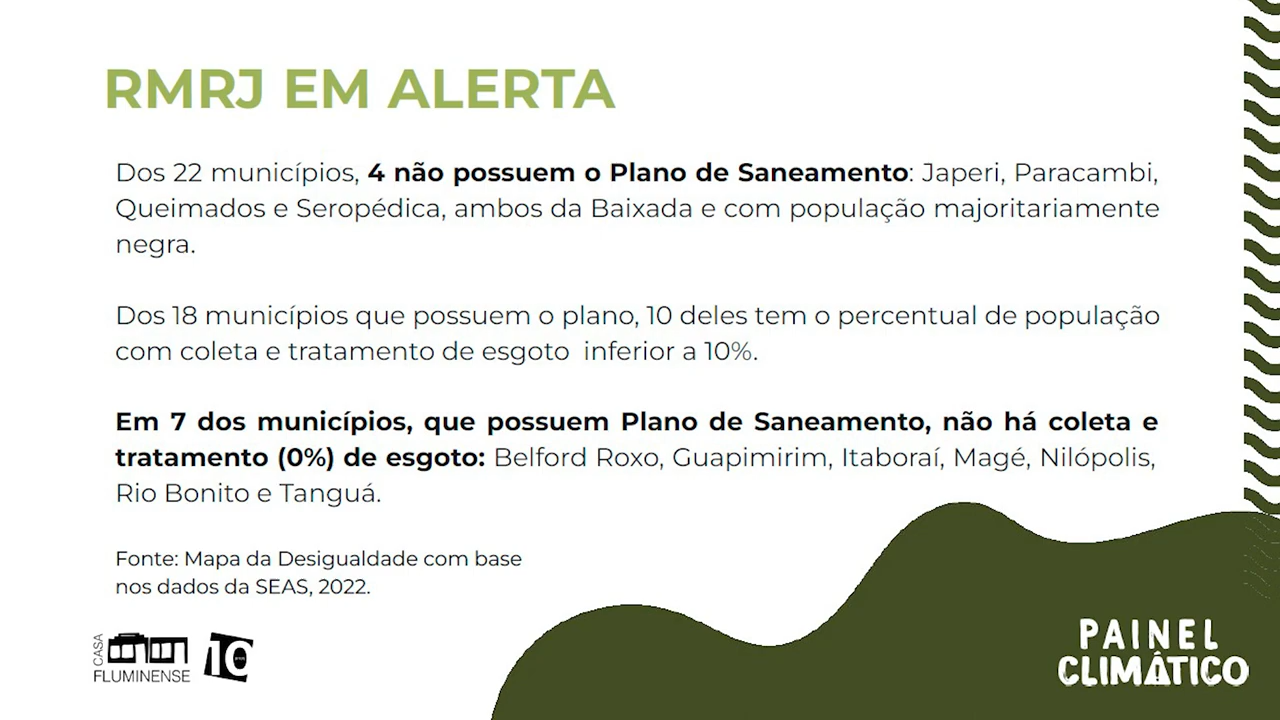 RMRJ EM ALERTA
Dos 22 municípios, 4 não possuem o Plano de Saneamento: Japeri, Paracambi,
Queimados e Seropédica, ambos da Baixada e com população majoritariamente
negra.
Dos 18 municípios que possuem o plano, 10 deles tem o percentual de população
com coleta e tratamento de esgoto inferior a 10%.
Em 7 dos municípios, que possuem Plano de Saneamento, não há coleta e
tratamento (0%) de esgoto: Belford Roxo, Guapimirim, Itaboraí, Magé, Nilópolis,
Rio Bonito e Tanguá.
Fonte: Mapa da Desigualdade com base
nos dados da SEAS, 2022.
CASA
FLUMINENSE
10
PAINEL
CLIMÁTICO